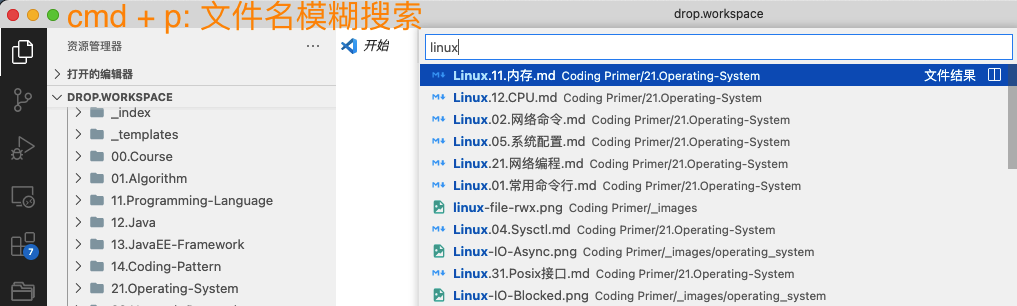 cmd + p: 文件名模糊搜索
drop.workspace
资源管理器
打开的编辑器
DROP.WORKSPACE
_index
_templates
00.Course
01.Algorithm
11.Programming-Language
12.Java
13.JavaEE-Framework
14.Coding-Pattern
21.Operating-System
7
开始
linux
Linux.11.内存.md Coding Primer/21.Operating-System 文件结果
Linux.12.CPU.md Coding Primer/21.Operating-System
Linux.02.网络命令.md Coding Primer/21.Operating-System
Linux.05.系统配置.md Coding Primer/21.Operating-System
Linux.21.网络编程.md Coding Primer/21.Operating-System
Linux.01.常用命令行.md Coding Primer/21.Operating-System
linux-file-rwx.png Coding Primer/_images
Linux.04.Sysctl.md Coding Primer/21.Operating-System
Linux-IO-Async.png Coding Primer/_images/operating_system
Linux.31.Posix接口.md Coding Primer/21.Operating-System
Linux-IO-Blocked.png Coding Primer/_images/operating_system